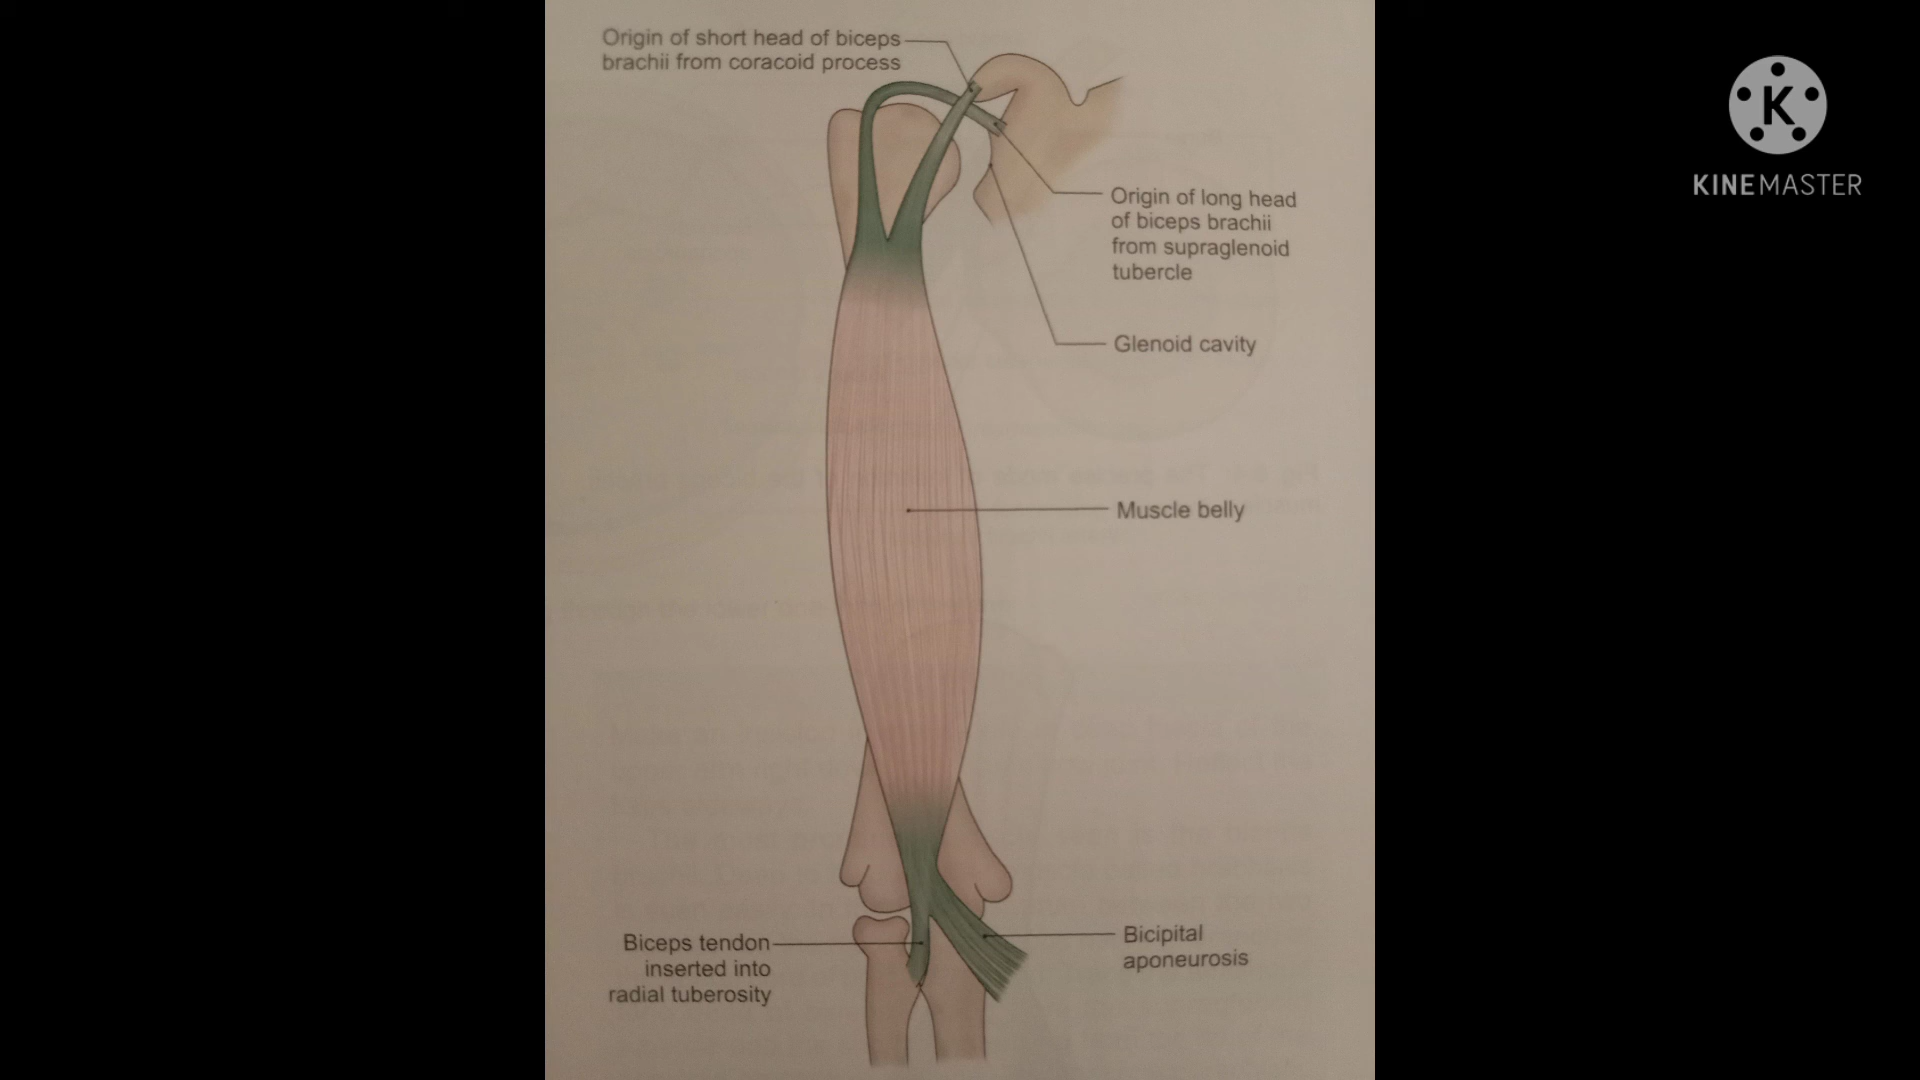 Origin of short head of biceps
brachii from coracoid process
K
KINEMASTER
Origin of long head
of biceps brachii
from supraglenoid
tubercle
Glenoid cavity
Muscle belly
Biceps tendon
inserted into
radial tuberosity
Bicipital
aponeurosis